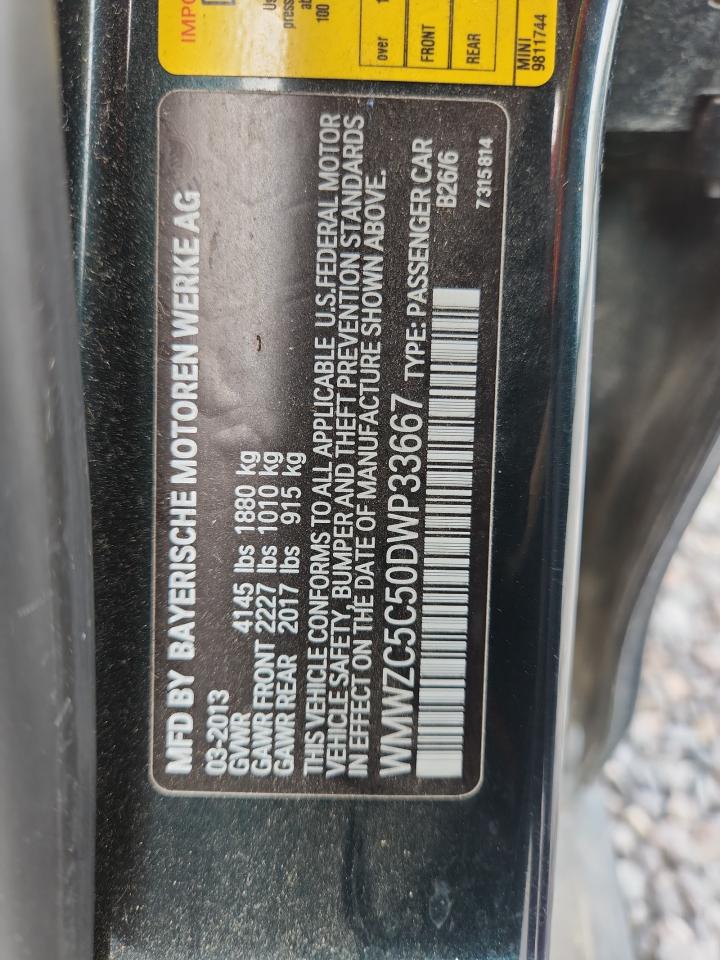 MFD BY BAYERISCHE MOTOREN WERKE AG
03-2013
GVWR 4145 lbs 1880 kg
GAWR FRONT 2227 lbs 1010 kg
GAWR REAR 2017 lbs 915 kg
THIS VEHICLE CONFORMS TO ALL APPLICABLE U.S.FEDERAL MOTOR
VEHICLE SAFETY, BUMPER AND THEFT PREVENTION STANDARDS
IN EFFECT ON THE DATE OF MANUFACTURE SHOWN ABOVE.
WMWZC5C50DWP33667 TYPE: PASSENGER CAR
B26/6
7 315 814
over
FRONT
REAR
MINI
9811744
100